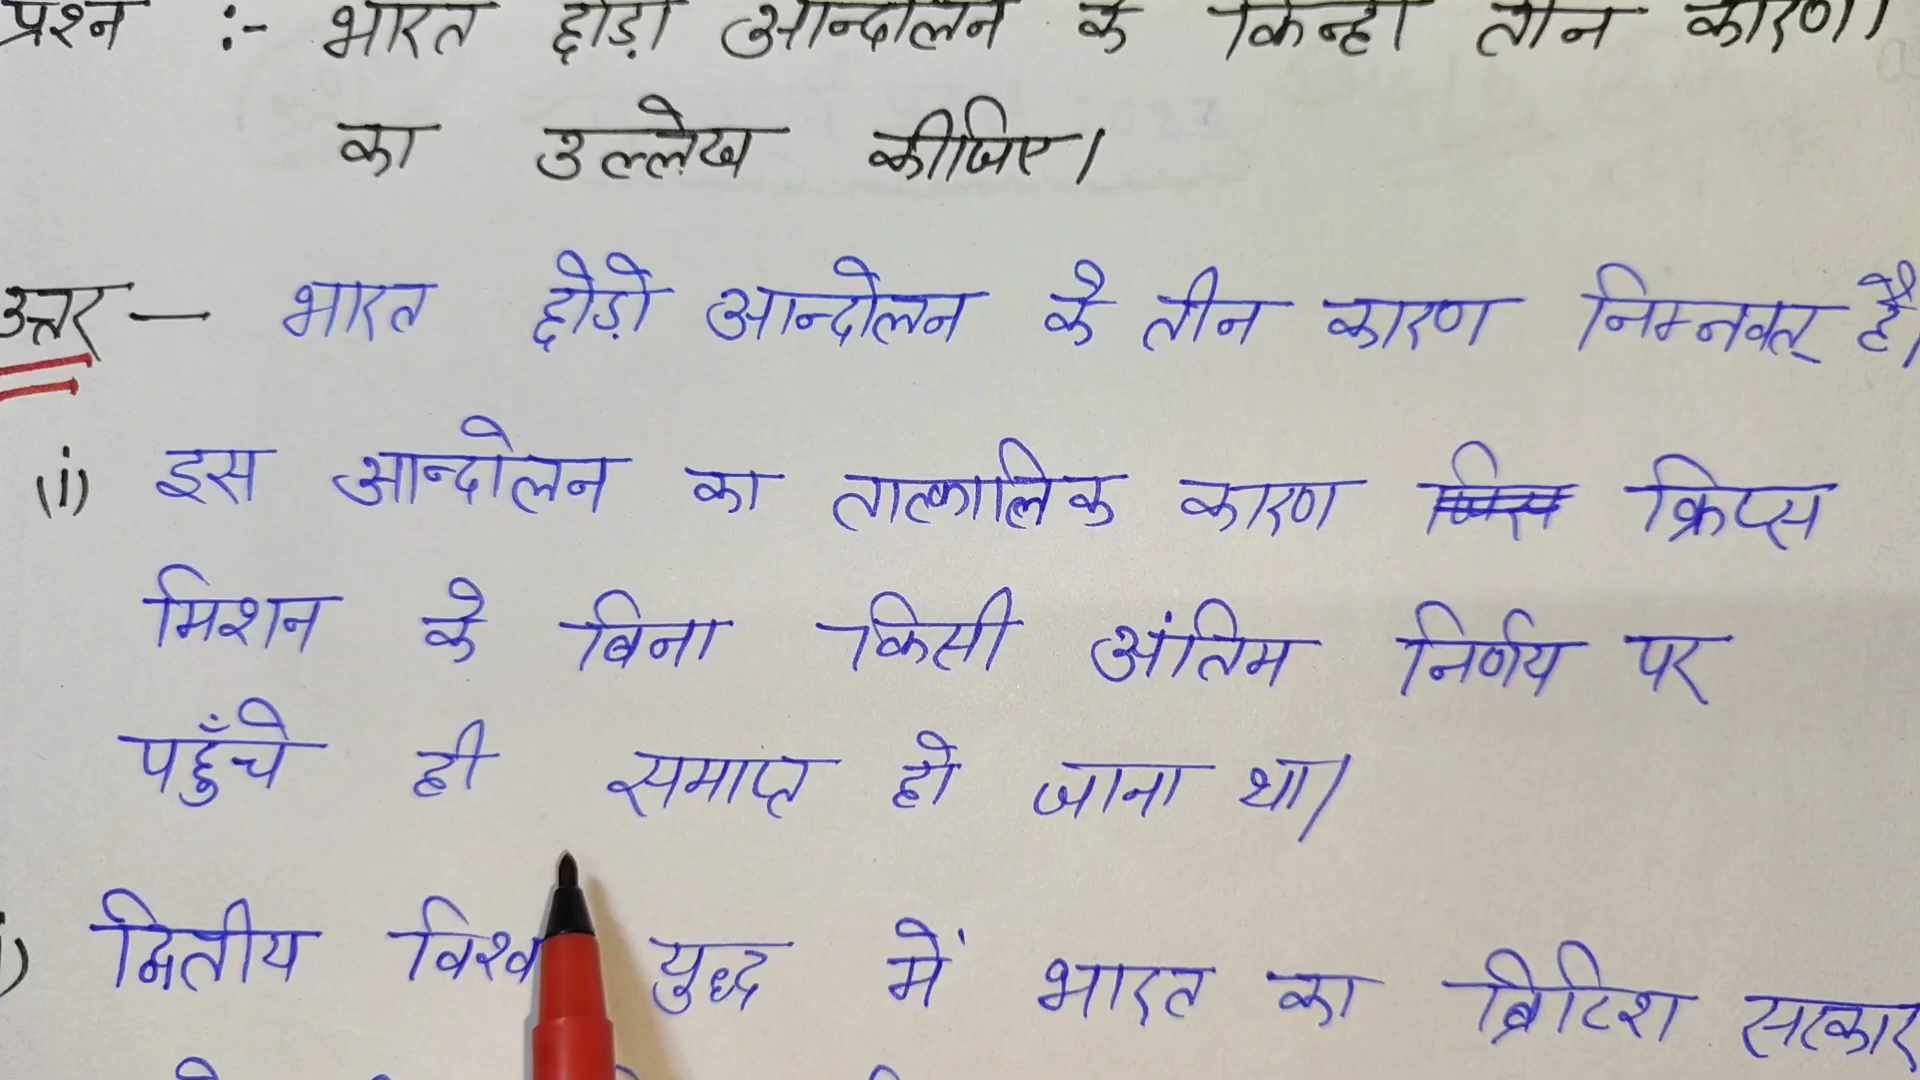 प्रश्न :- भारत छोड़ो आन्दोलन के किन्हीं तीन कारणों
का उल्लेख कीजिए।
उत्तर — भारत छोड़ो आन्दोलन के तीन कारण निम्नवत् है।
(i) इस आन्दोलन का तात्कालिक कारण क्रिप्स
मिशन के बिना किसी अंतिम निर्णय पर
पहुँचे ही समाप्त हो जाना था।
द्वितीय विश्व युद्ध में भारत का ब्रिटिश सरकार